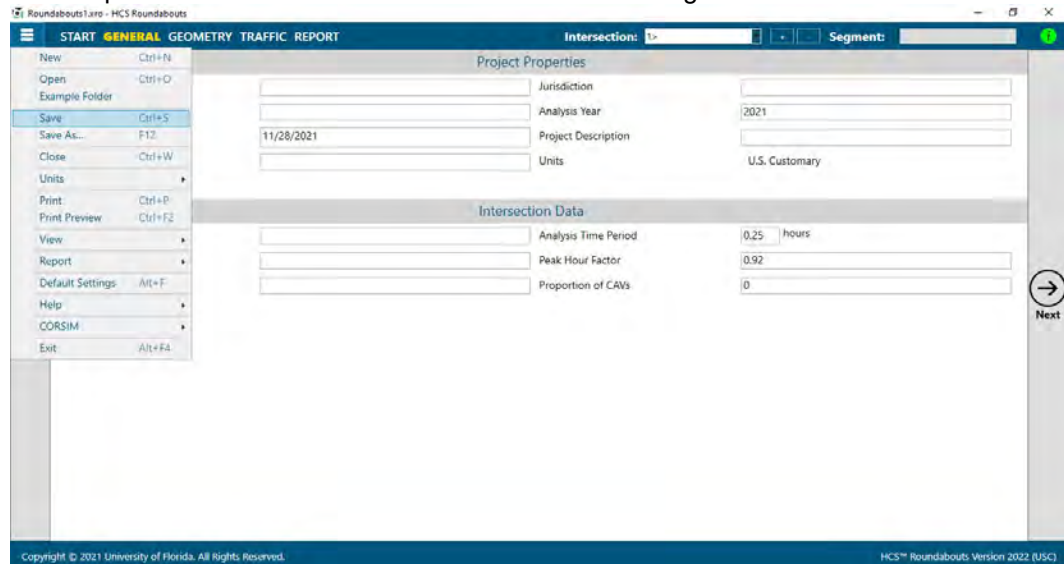 Roundabouts1.xro - HCS Roundabouts
START GENERAL GEOMETRY TRAFFIC REPORT Intersection: 1> + - Segment:
New Ctrl+N
Open Ctrl+O
Example Folder
Save Ctrl+S
Save As... F12
Close Ctrl+W
Units
Print Ctrl+P
Print Preview Ctrl+F2
View
Report
Default Settings Alt+F
Help
CORSIM
Exit Alt+F4
Project Properties
Jurisdiction
Analysis Year 2021
11/28/2021 Project Description
Units U.S. Customary
Intersection Data
Analysis Time Period 0.25 hours
Peak Hour Factor 0.92
Proportion of CAVs 0
Next
Copyright © 2021 University of Florida. All Rights Reserved. HCS™ Roundabouts Version 2022 (USC)